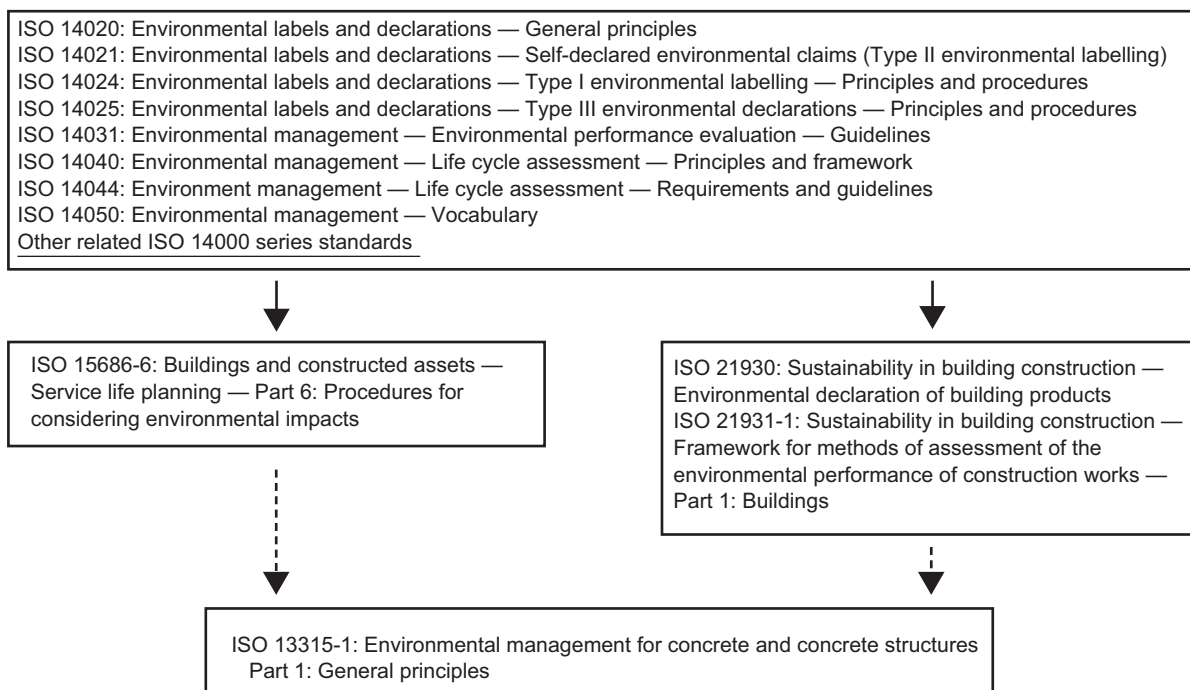 ISO 14020: Environmental labels and declarations — General principles
ISO 14021: Environmental labels and declarations — Self-declared environmental claims (Type II environmental labelling)
ISO 14024: Environmental labels and declarations — Type I environmental labelling — Principles and procedures
ISO 14025: Environmental labels and declarations — Type III environmental declarations — Principles and procedures
ISO 14031: Environmental management — Environmental performance evaluation — Guidelines
ISO 14040: Environmental management — Life cycle assessment — Principles and framework
ISO 14044: Environment management — Life cycle assessment — Requirements and guidelines
ISO 14050: Environmental management — Vocabulary
Other related ISO 14000 series standards
ISO 15686-6: Buildings and constructed assets —
Service life planning — Part 6: Procedures for
considering environmental impacts
ISO 21930: Sustainability in building construction —
Environmental declaration of building products
ISO 21931-1: Sustainability in building construction —
Framework for methods of assessment of the
environmental performance of construction works —
Part 1: Buildings
ISO 13315-1: Environmental management for concrete and concrete structures
Part 1: General principles